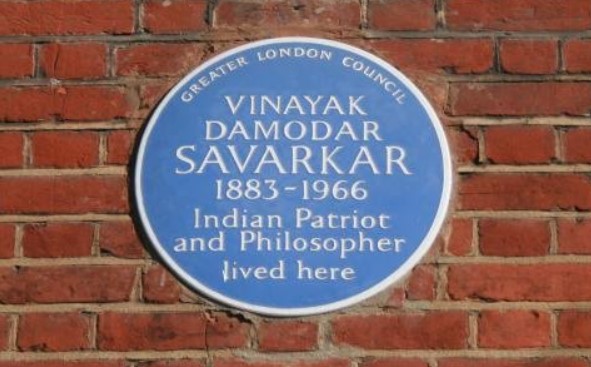 GREATER LONDON COUNCIL
VINAYAK
DAMODAR
SAVARKAR
1883-1966
Indian Patriot
and Philosopher
lived here